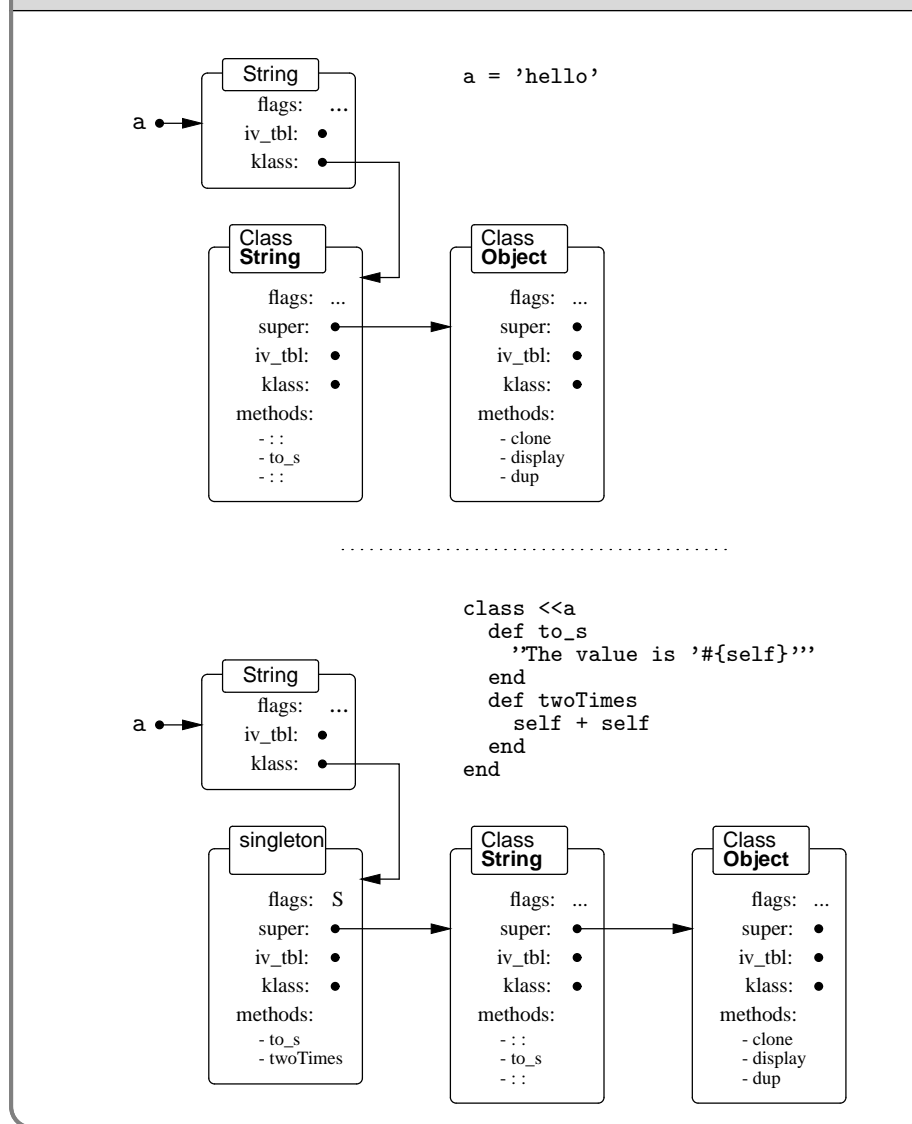 String
a = ’hello’
flags: ...
a
iv_tbl:
klass:
Class
String
flags: ...
super:
iv_tbl:
klass:
methods:
- : :
- to_s
- : :
Class
Object
flags: ...
super:
iv_tbl:
klass:
methods:
- clone
- display
- dup
class <<a
def to_s
’’The value is ’#{self}’’’
end
def twoTimes
self + self
end
end
String
flags: ...
a
iv_tbl:
klass:
singleton
flags: S
super:
iv_tbl:
klass:
methods:
- to_s
- twoTimes
Class
String
flags: ...
super:
iv_tbl:
klass:
methods:
- : :
- to_s
- : :
Class
Object
flags: ...
super:
iv_tbl:
klass:
methods:
- clone
- display
- dup